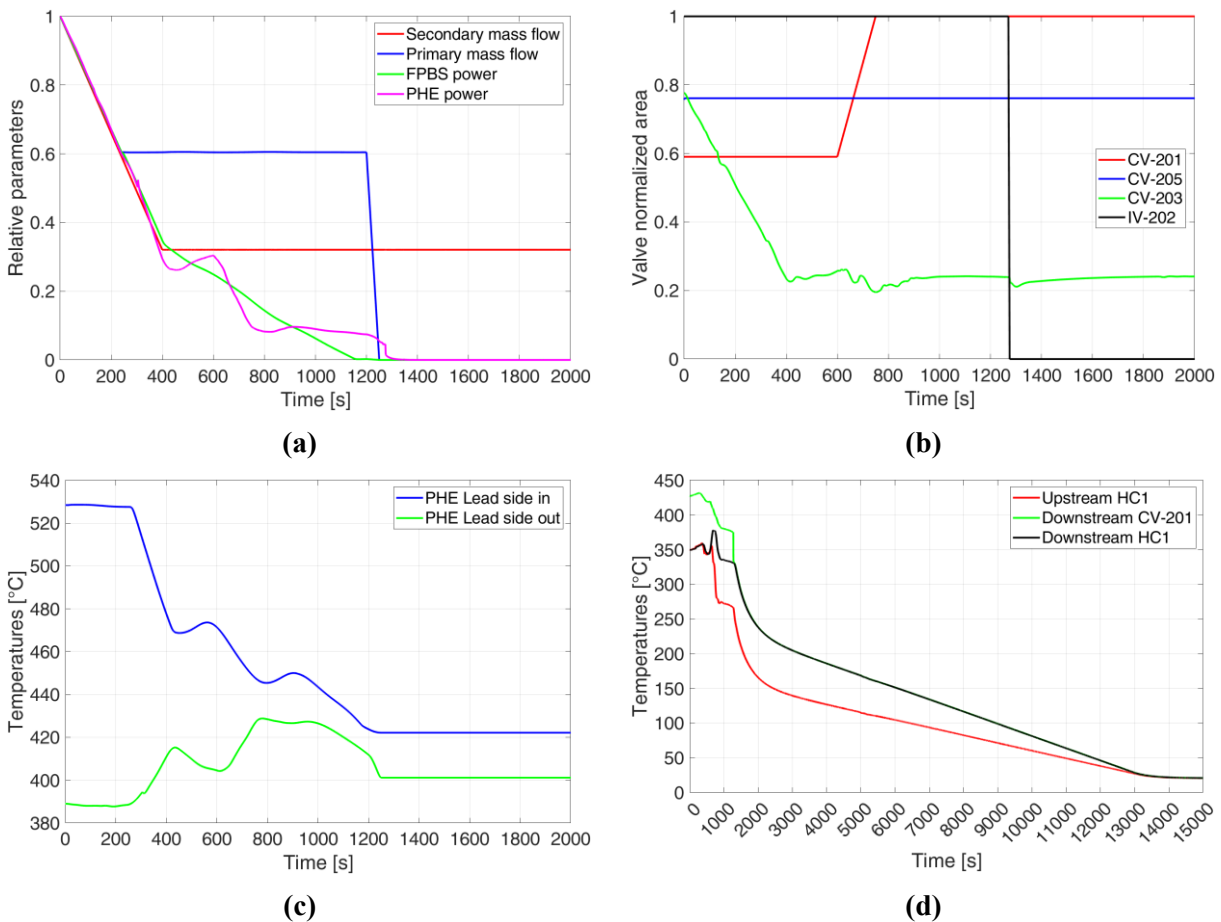 Relative parameters
1
0.8
0.6
0.4
0.2
0
Secondary mass flow
Primary mass flow
FPBS power
PHE power
0 200 400 600 800 1000 1200 1400 1600 1800 2000
Time [s]
(a)
Valve normalized area
1
0.8
0.6
0.4
0.2
0
CV-201
CV-205
CV-203
IV-202
0 200 400 600 800 1000 1200 1400 1600 1800 2000
Time [s]
(b)
Temperatures [°C]
540
520
500
480
460
440
420
400
380
PHE Lead side in
PHE Lead side out
0 200 400 600 800 1000 1200 1400 1600 1800 2000
Time [s]
(c)
Temperatures [°C]
450
400
350
300
250
200
150
100
50
0
Upstream HC1
Downstream CV-201
Downstream HC1
0 1000 2000 3000 4000 5000 6000 7000 8000 9000 10000 11000 12000 13000 14000 15000
Time [s]
(d)